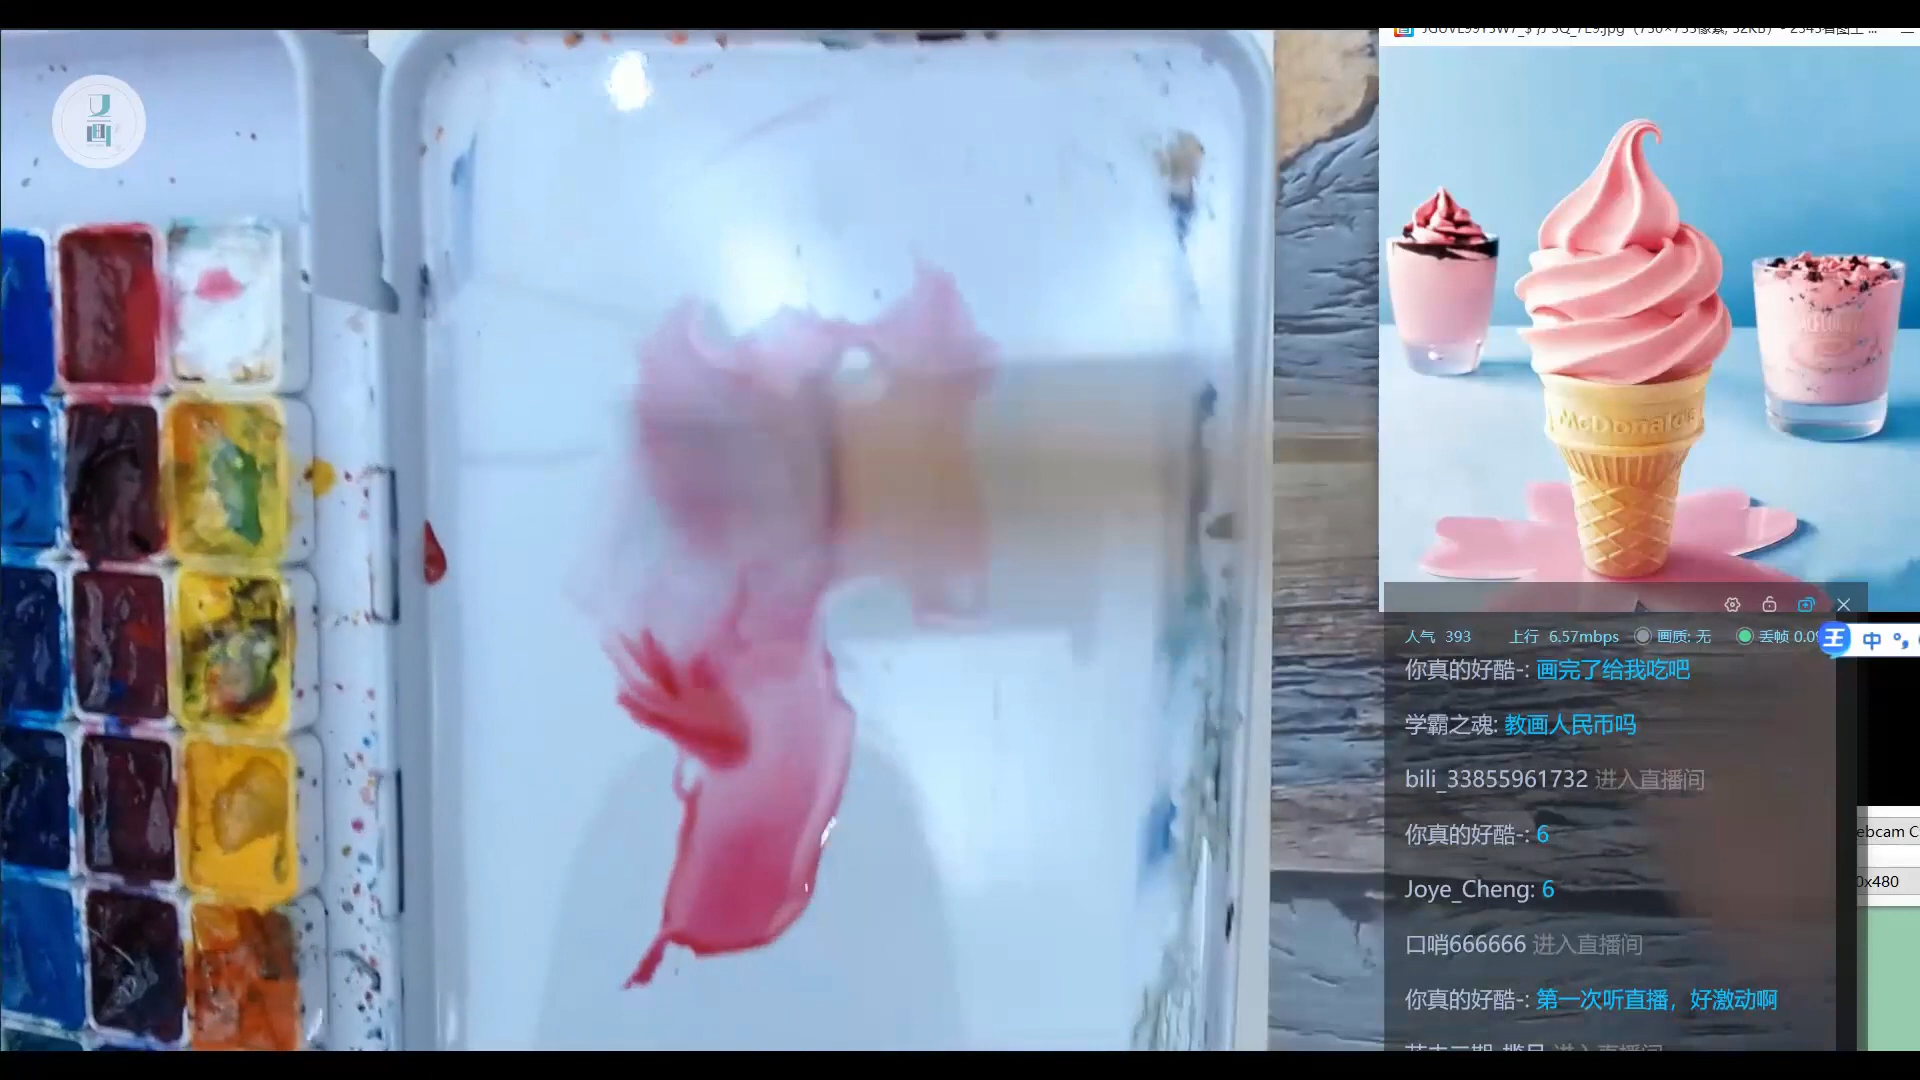 McDonald's
人气 393 上行 6.57mbps 画质: 无 丢帧 0.0
王 中
你真的好酷-: 画完了给我吃吧
学霸之魂: 教画人民币吗
bili_33855961732 进入直播间
你真的好酷-: 6
ebcam C
Joye_Cheng: 6
0x480
口哨666666 进入直播间
你真的好酷-: 第一次听直播，好激动啊